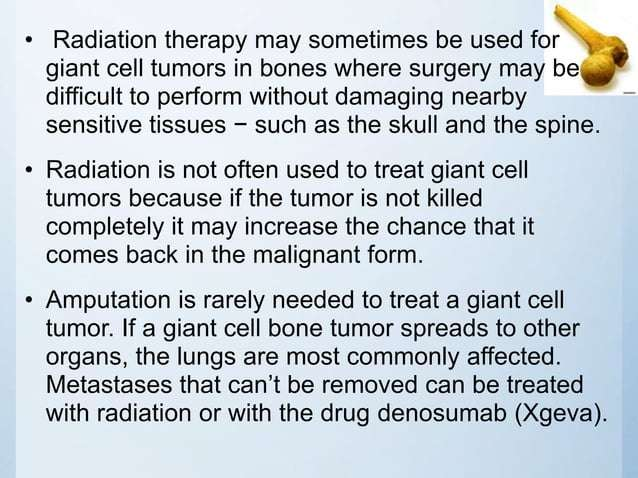 • Radiation therapy may sometimes be used for
giant cell tumors in bones where surgery may be
difficult to perform without damaging nearby
sensitive tissues − such as the skull and the spine.
• Radiation is not often used to treat giant cell
tumors because if the tumor is not killed
completely it may increase the chance that it
comes back in the malignant form.
• Amputation is rarely needed to treat a giant cell
tumor. If a giant cell bone tumor spreads to other
organs, the lungs are most commonly affected.
Metastases that can’t be removed can be treated
with radiation or with the drug denosumab (Xgeva).